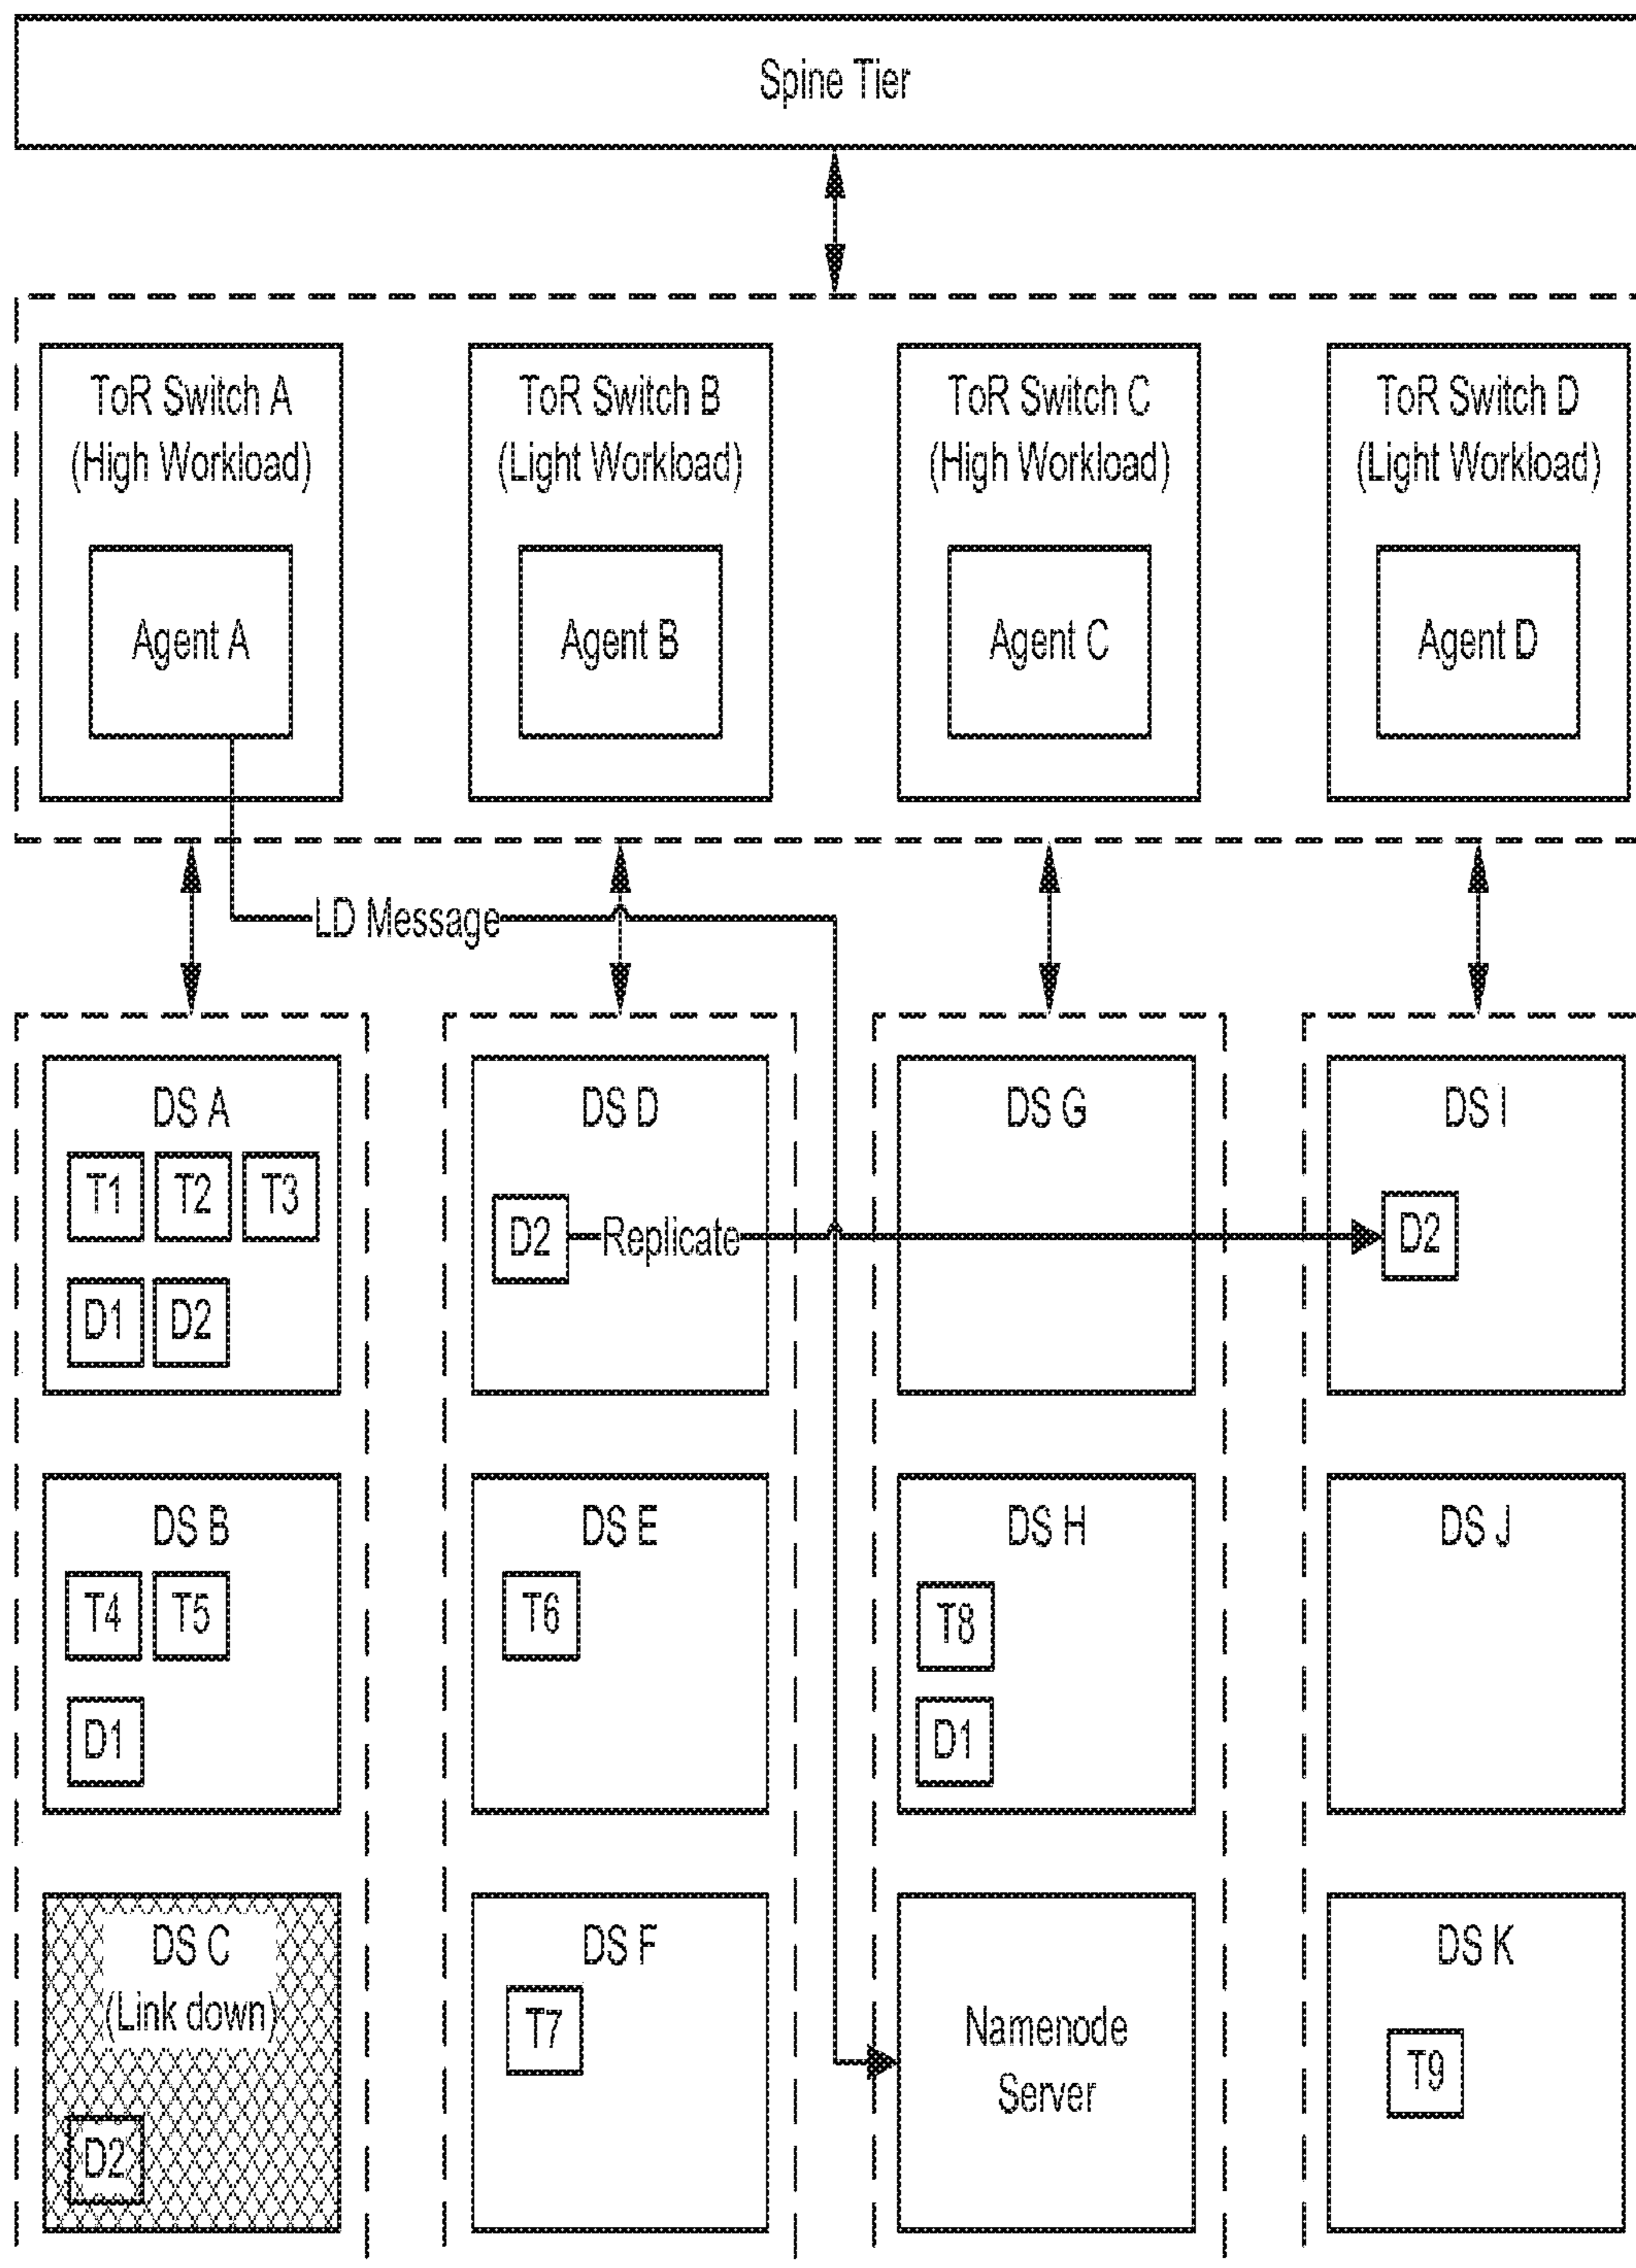 Spine Tier
ToR Switch A
(High Workload)
Agent A
ToR Switch B
(Light Workload)
Agent B
ToR Switch C
(High Workload)
Agent C
ToR Switch D
(Light Workload)
Agent D
LD Message
DS A
T1 T2 T3
D1 D2
DS D
D2
Replicate
DS G
DS I
D2
DS B
T4 T5
D1
DS E
T6
DS H
T8
D1
DS J
DS C
(Link down)
D2
DS F
T7
Namenode
Server
DS K
T9